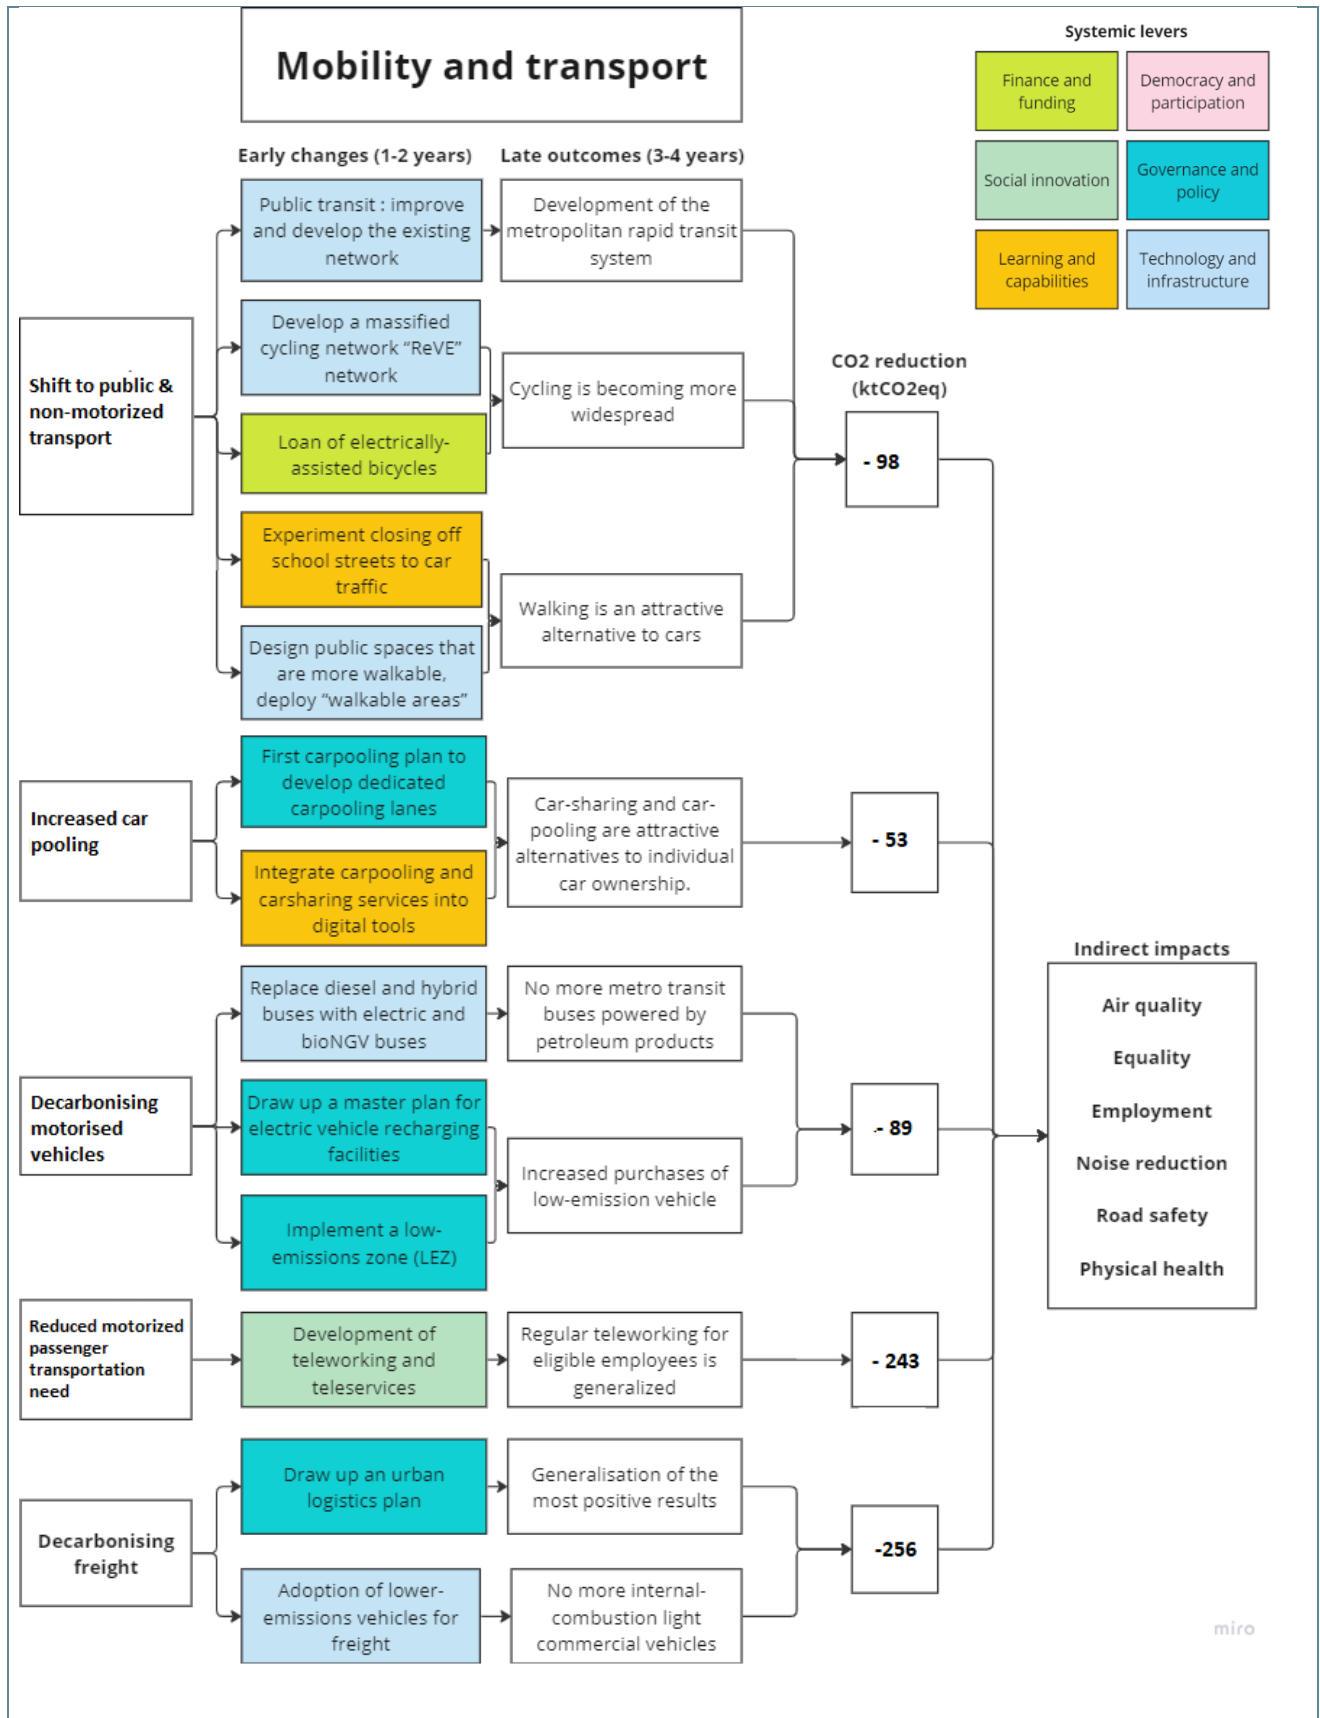 Mobility and transport
Systemic levers
Finance and
funding
Democracy and
participation
Social innovation
Governance and
policy
Learning and
capabilities
Technology and
infrastructure
Early changes (1-2 years)
Late outcomes (3-4 years)
CO2 reduction
(ktCO2eq)
Shift to public &
non-motorized
transport
Public transit : improve
and develop the existing
network
Development of the
metropolitan rapid transit
system
Develop a massified
cycling network “ReVE”
network
Loan of electrically-
assisted bicycles
Cycling is becoming more
widespread
Experiment closing off
school streets to car
traffic
Design public spaces that
are more walkable,
deploy “walkable areas”
Walking is an attractive
alternative to cars
- 98
Increased car
pooling
First carpooling plan to
develop dedicated
carpooling lanes
Integrate carpooling and
carsharing services into
digital tools
Car-sharing and car-
pooling are attractive
alternatives to individual
car ownership.
- 53
Decarbonising
motorised
vehicles
Replace diesel and hybrid
buses with electric and
bioNGV buses
No more metro transit
buses powered by
petroleum products
Draw up a master plan for
electric vehicle recharging
facilities
Implement a low-
emissions zone (LEZ)
Increased purchases of
low-emission vehicle
- 89
Reduced motorized
passenger
transportation
need
Development of
teleworking and
teleservices
Regular teleworking for
eligible employees is
generalized
- 243
Decarbonising
freight
Draw up an urban
logistics plan
Generalisation of the
most positive results
Adoption of lower-
emissions vehicles for
freight
No more internal-
combustion light
commercial vehicles
-256
Indirect impacts
Air quality
Equality
Employment
Noise reduction
Road safety
Physical health
miro